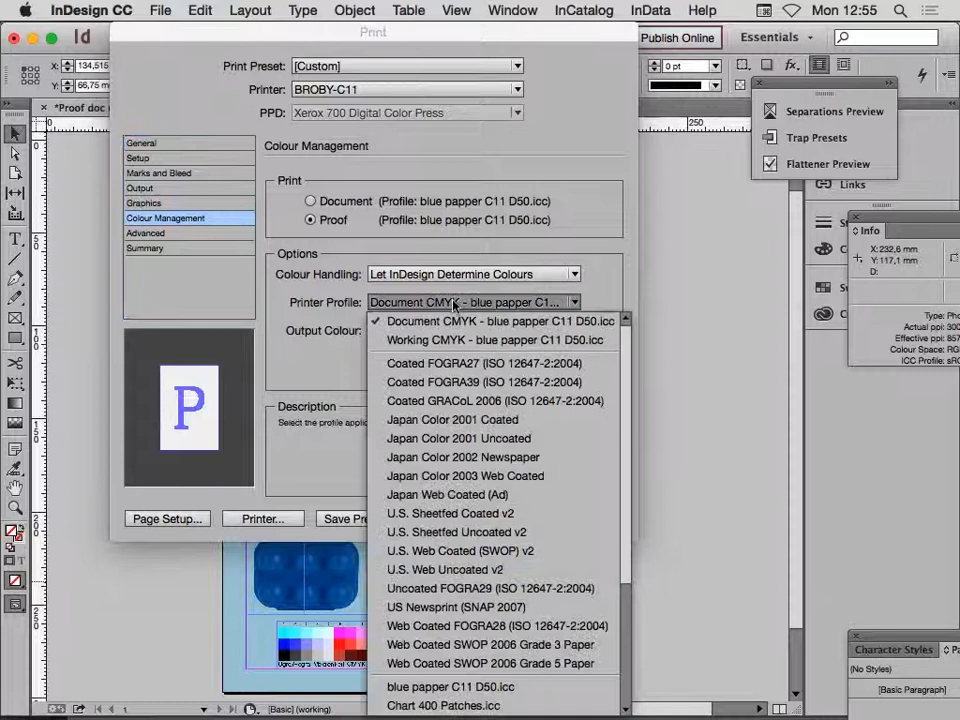 InDesign CC File Edit Layout Type Object Table View Window InCatalog InData Help Mon 12:55
Id Print Publish Online Essentials
X: 134,515
Y: 66,75 m
0 pt
fx
*Proof doc
Print Preset: [Custom]
Printer: BROBY-C11
PPD: Xerox 700 Digital Color Press
General
Setup
Marks and Bleed
Output
Graphics
Colour Management
Advanced
Summary
Colour Management
Print
Document (Profile: blue papper C11 D50.icc)
Proof (Profile: blue papper C11 D50.icc)
Options
Colour Handling: Let InDesign Determine Colours
Printer Profile: Document CMYK - blue papper C1...
Output Colour:
Document CMYK - blue papper C11 D50.icc
Working CMYK - blue papper C11 D50.icc
Coated FOGRA27 (ISO 12647-2:2004)
Coated FOGRA39 (ISO 12647-2:2004)
Coated GRACoL 2006 (ISO 12647-2:2004)
Japan Color 2001 Coated
Japan Color 2001 Uncoated
Japan Color 2002 Newspaper
Japan Color 2003 Web Coated
Japan Web Coated (Ad)
U.S. Sheetfed Coated v2
U.S. Sheetfed Uncoated v2
U.S. Web Coated (SWOP) v2
U.S. Web Uncoated v2
Uncoated FOGRA29 (ISO 12647-2:2004)
US Newsprint (SNAP 2007)
Web Coated FOGRA28 (ISO 12647-2:2004)
Web Coated SWOP 2006 Grade 3 Paper
Web Coated SWOP 2006 Grade 5 Paper
blue papper C11 D50.icc
Chart 400 Patches.icc
Description
Select the profile applic
P
Page Setup... Printer... Save Pre
Separations Preview
Trap Presets
Flattener Preview
Links
Info
X: 232,6 mm
Y: 117,1 mm
D:
Type: Pho
Actual ppi: 300
Effective ppi: 857
Colour Space: RG
ICC Profile: sR
Character Styles
(No Styles)
[Basic Paragraph]
1 [Basic] (working)
0
250